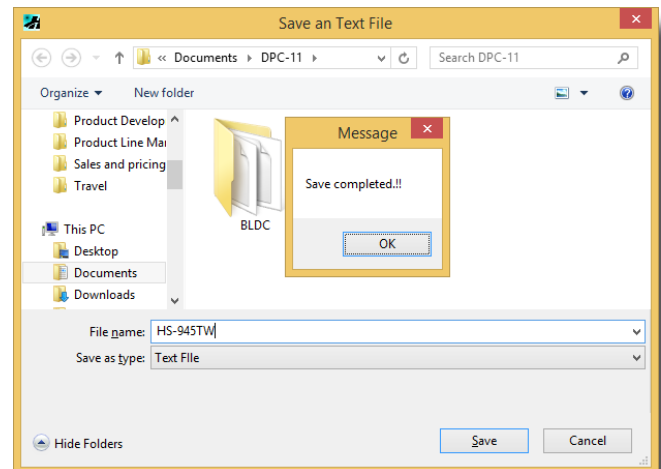 Save an Text File
« Documents DPC-11
Search DPC-11
Organize
New folder
Product Develop
Product Line Mar
Sales and pricing
Travel
This PC
Desktop
Documents
Downloads
BLDC
Message
Save completed.!!
OK
File name:
HS-945TW
Save as type:
Text FIle
Hide Folders
Save
Cancel